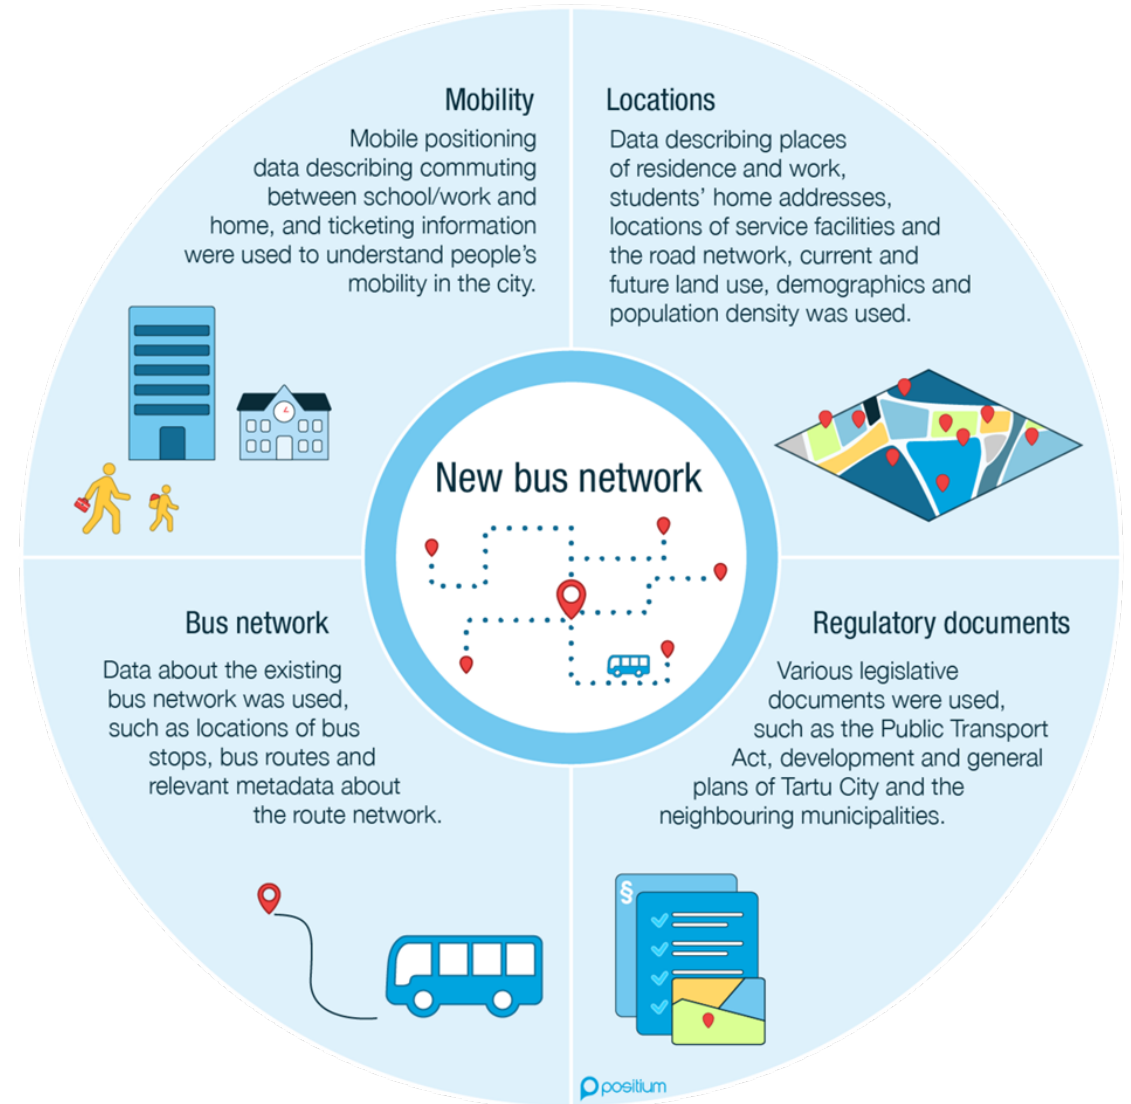 Mobility
Mobile positioning
data describing commuting
between school/work and
home, and ticketing information
were used to understand people's
mobility in the city.
Locations
Data describing places
of residence and work,
students' home addresses,
locations of service facilities and
the road network, current and
future land use, demographics and
population density was used.
New bus network
Bus network
Data about the existing
bus network was used,
such as locations of bus
stops, bus routes and
relevant metadata about
the route network.
Regulatory documents
Various legislative
documents were used,
such as the Public Transport
Act, development and general
plans of Tartu City and the
neighbouring municipalities.
§
positium